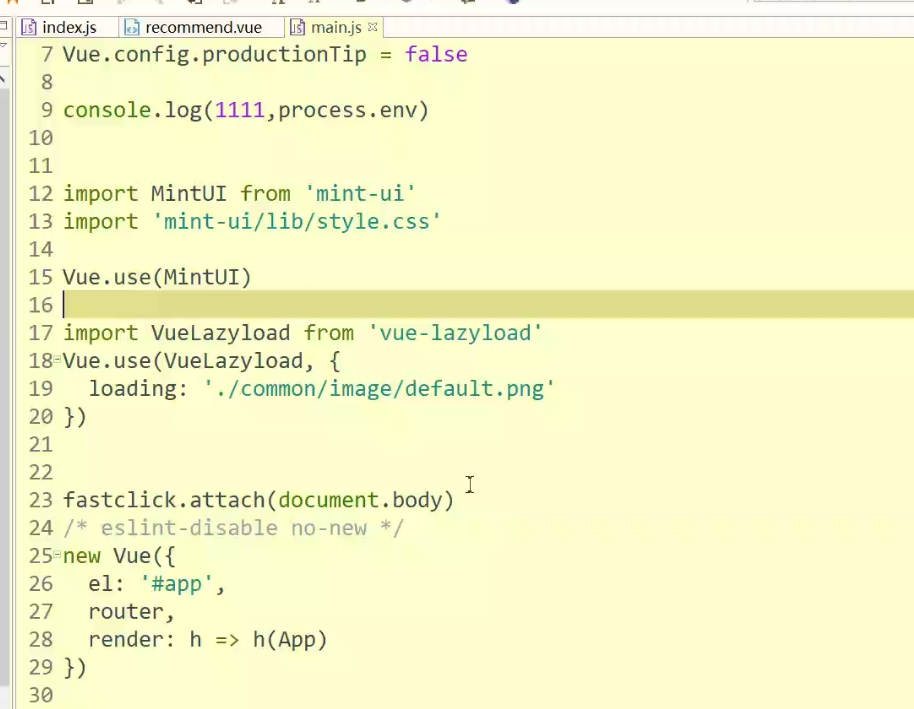 index.js recommend.vue main.js
7 Vue.config.productionTip = false
8
9 console.log(1111,process.env)
10
11
12 import MintUI from 'mint-ui'
13 import 'mint-ui/lib/style.css'
14
15 Vue.use(MintUI)
16
17 import VueLazyload from 'vue-lazyload'
18 Vue.use(VueLazyload, {
19   loading: './common/image/default.png'
20 })
21
22
23 fastclick.attach(document.body)
24 /* eslint-disable no-new */
25 new Vue({
26   el: '#app',
27   router,
28   render: h => h(App)
29 })
30